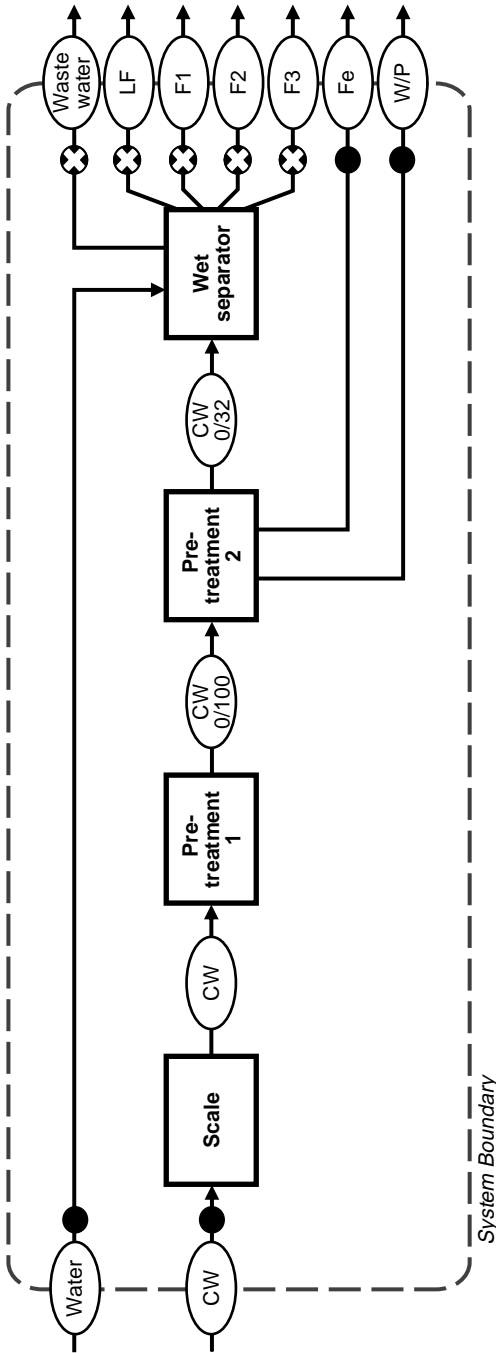 Water
CW
Scale
CW
Pre-
treatment
1
CW
0/100
Pre-
treatment
2
CW
0/32
Wet
separator
Waste
water
LF
F1
F2
F3
Fe
W/P
System Boundary